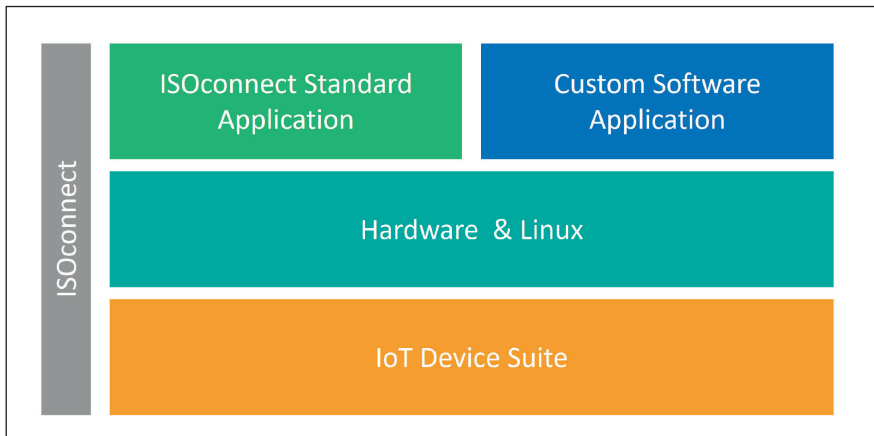 ISOconnect
ISOconnect Standard
Application
Custom Software
Application
Hardware & Linux
IoT Device Suite